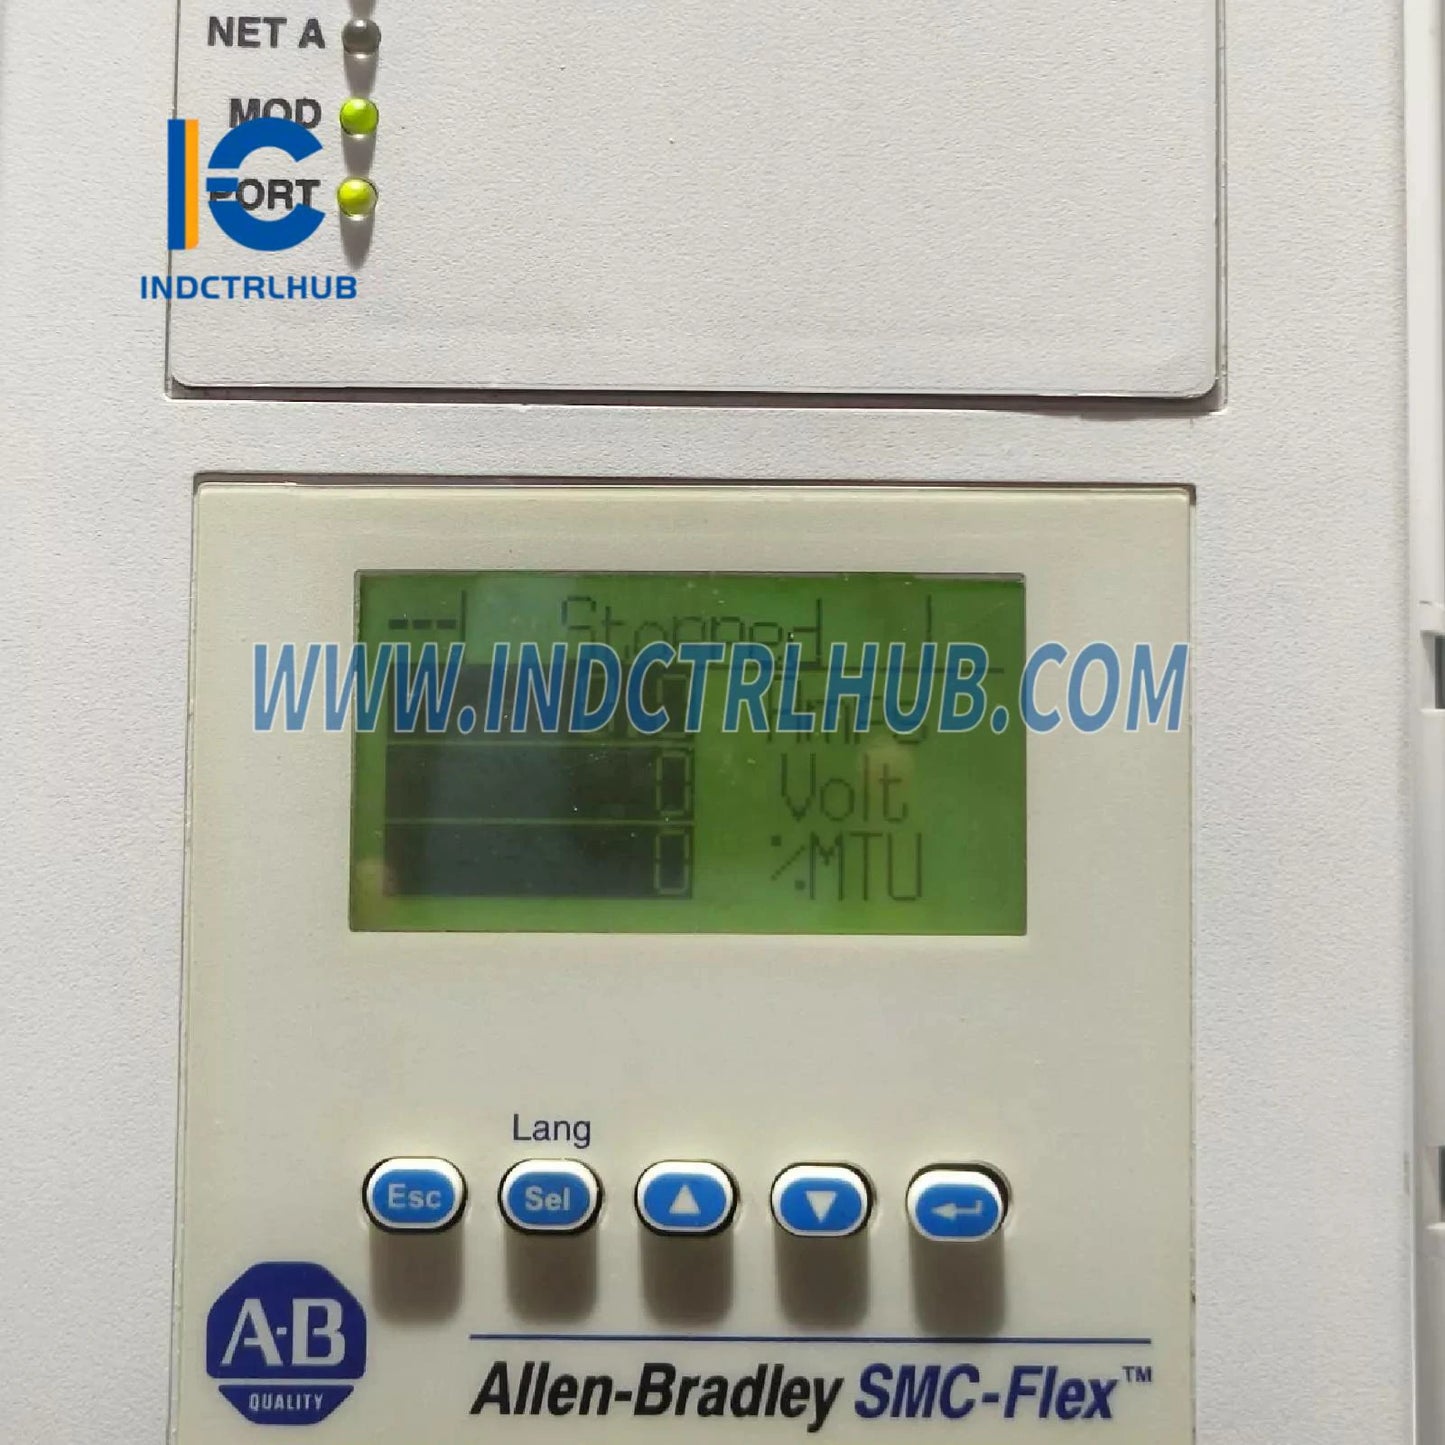 NET A
MOD
PORT
INDCTRLHUB
Stopped
WWW.INDCTRLHUB.COM
Amps
0 Volt
0 %MTU
Lang
Esc Sel
A-B
QUALITY
Allen-Bradley SMC-Flex™